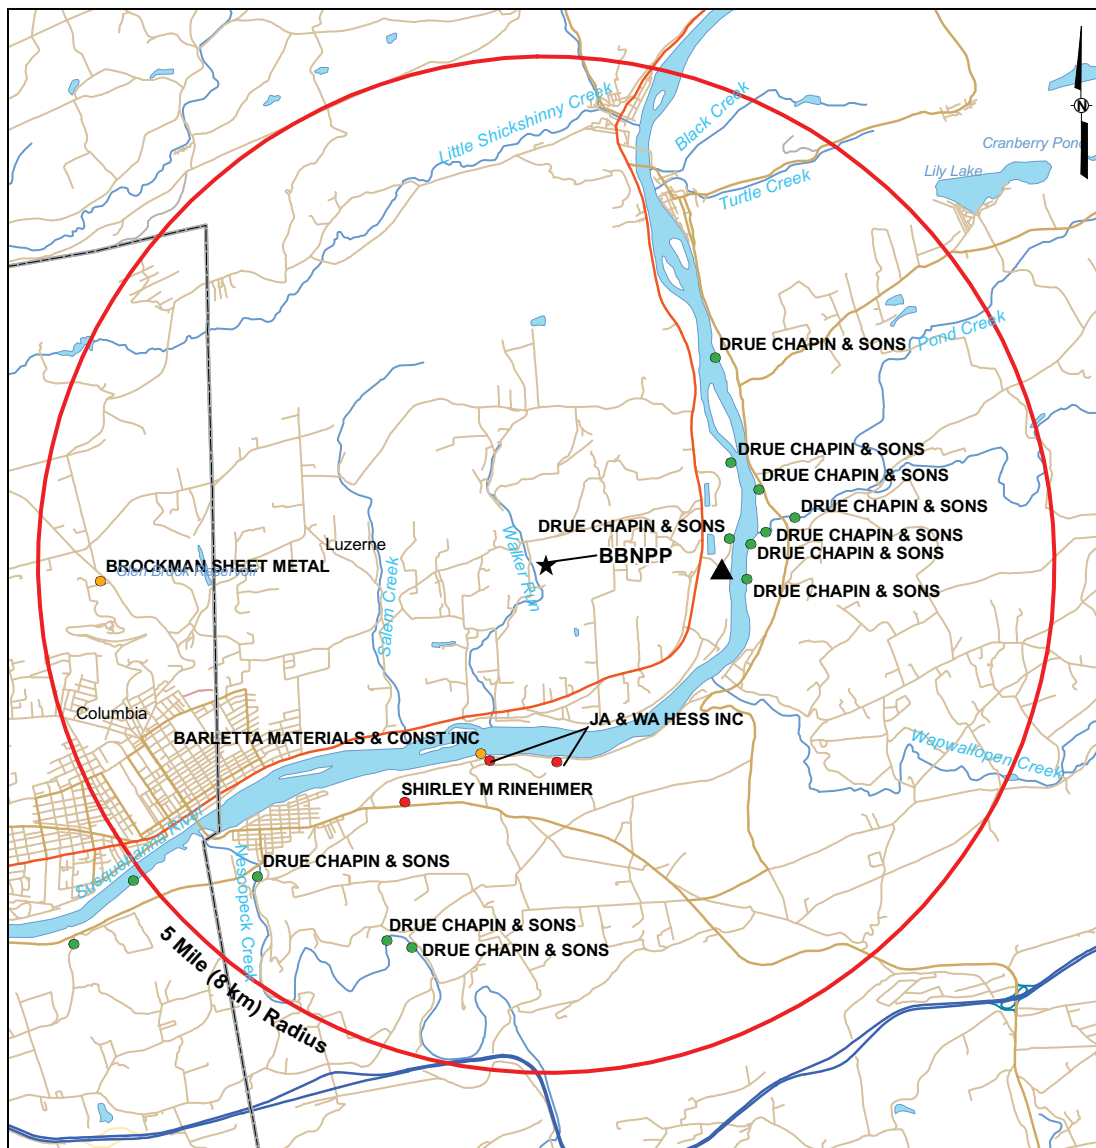 Little Shickshinny Creek
Black Creek
Cranberry Pond
Lily Lake
Turtle Creek
N
Pond Creek
DRUE CHAPIN & SONS
DRUE CHAPIN & SONS
DRUE CHAPIN & SONS
DRUE CHAPIN & SONS
DRUE CHAPIN & SONS
DRUE CHAPIN & SONS
DRUE CHAPIN & SONS
BBNPP
Luzerne
Walker Run
BROCKMAN SHEET METAL
Glen Brook Reservoir
DRUE CHAPIN & SONS
Salem Creek
Columbia
JA & WA HESS INC
BARLETTA MATERIALS & CONST INC
Wapwallopen Creek
SHIRLEY M RINEHIMER
Susquehanna River
DRUE CHAPIN & SONS
Nescopeck Creek
DRUE CHAPIN & SONS
DRUE CHAPIN & SONS
5 Mile (8 km) Radius